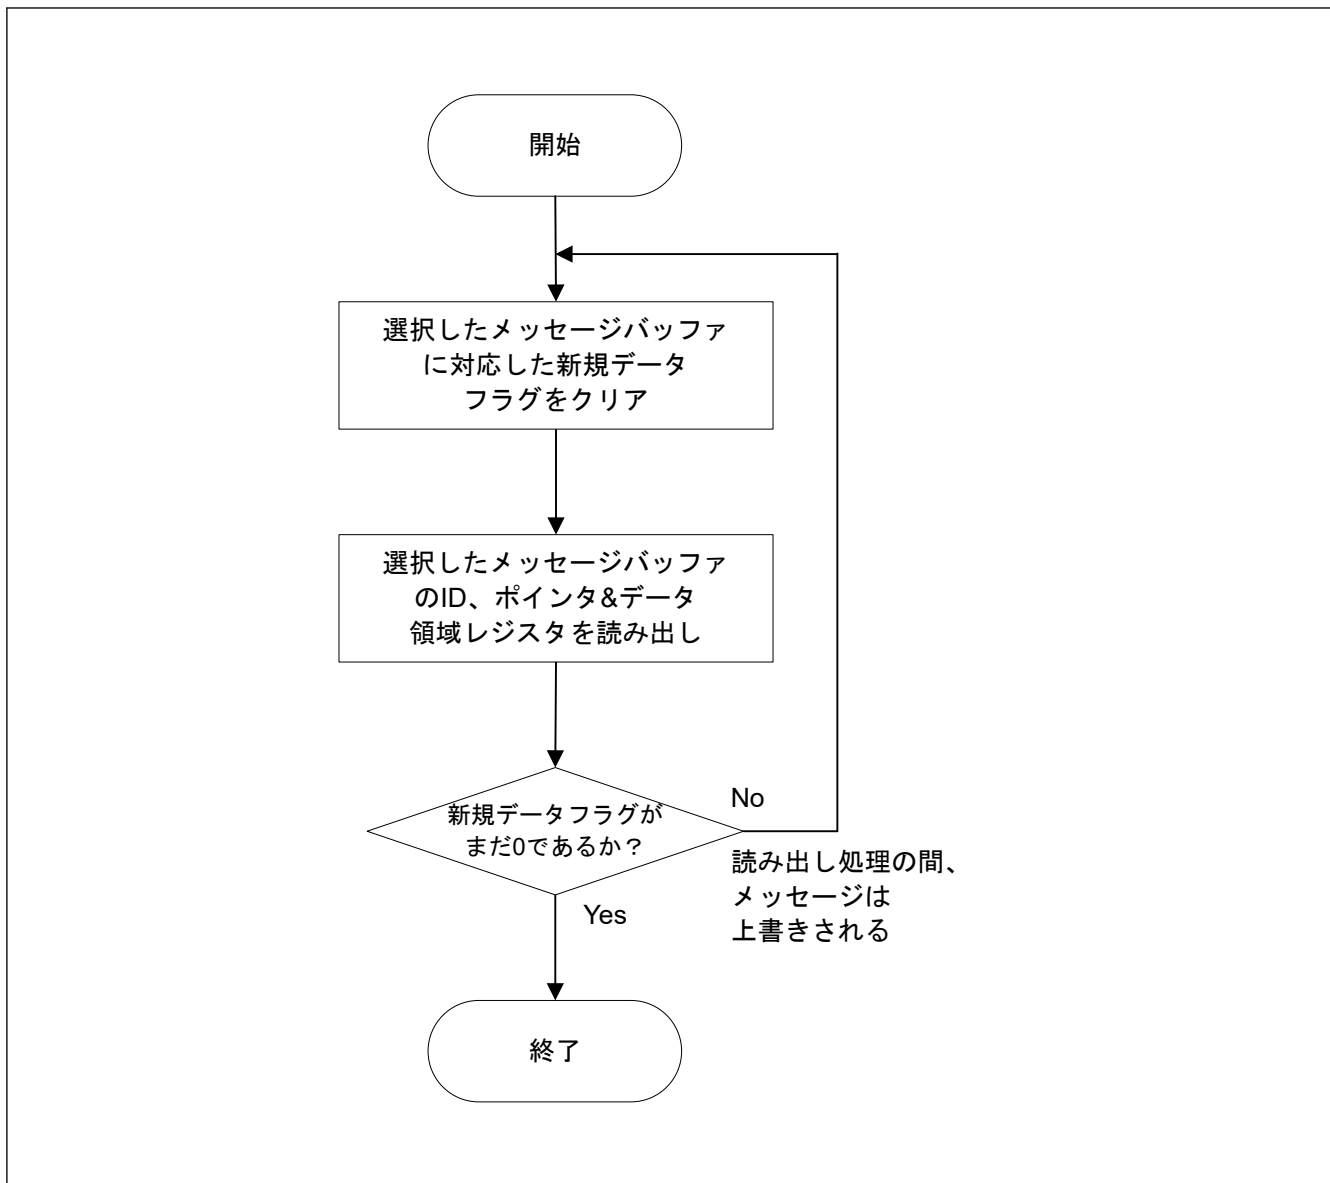 開始
選択したメッセージバッファ
に対応した新規データ
フラグをクリア
選択したメッセージバッファ
のID、ポインタ&データ
領域レジスタを読み出し
新規データフラグが
まだ0であるか？
No
読み出し処理の間、
メッセージは
上書きされる
Yes
終了